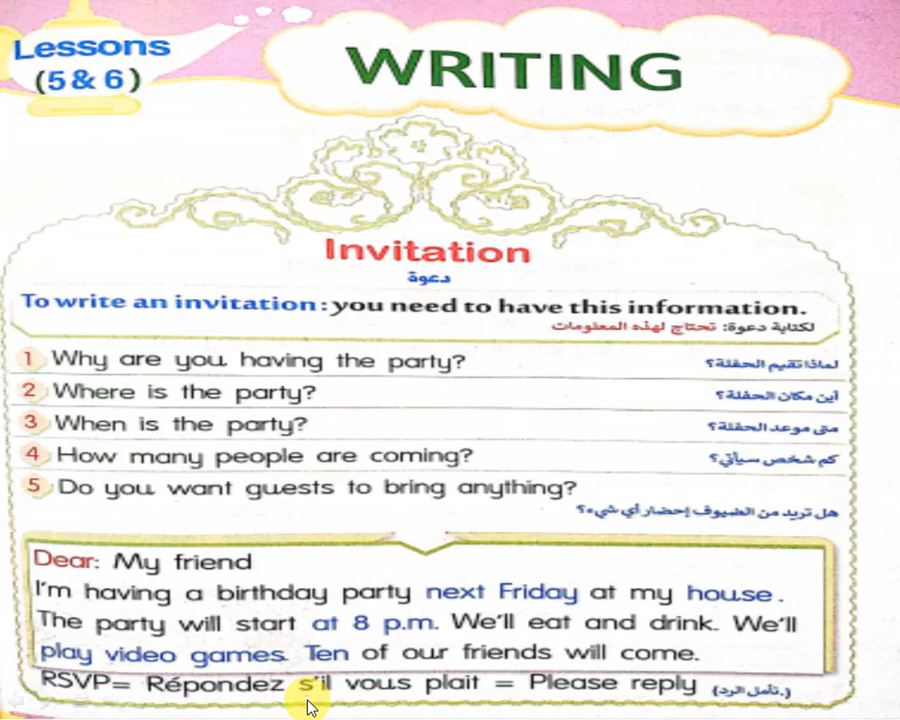 Lessons
(5 & 6)
WRITING
Invitation
دعوة
To write an invitation: you need to have this information.
لكتابة دعوة: تحتاج لهذه المعلومات
1 Why are you having the party? لماذا تقيم الحفلة؟
2 Where is the party? أين مكان الحفلة؟
3 When is the party? متى موعد الحفلة؟
4 How many people are coming? كم شخص سيأتي؟
5 Do you want guests to bring anything?
هل تريد من الضيوف إحضار أي شيء؟
Dear: My friend
I'm having a birthday party next Friday at my house.
The party will start at 8 p.m. We'll eat and drink. We'll
play video games. Ten of our friends will come.
RSVP= Répondez s'il vous plait = Please reply (نأمل الرد.)